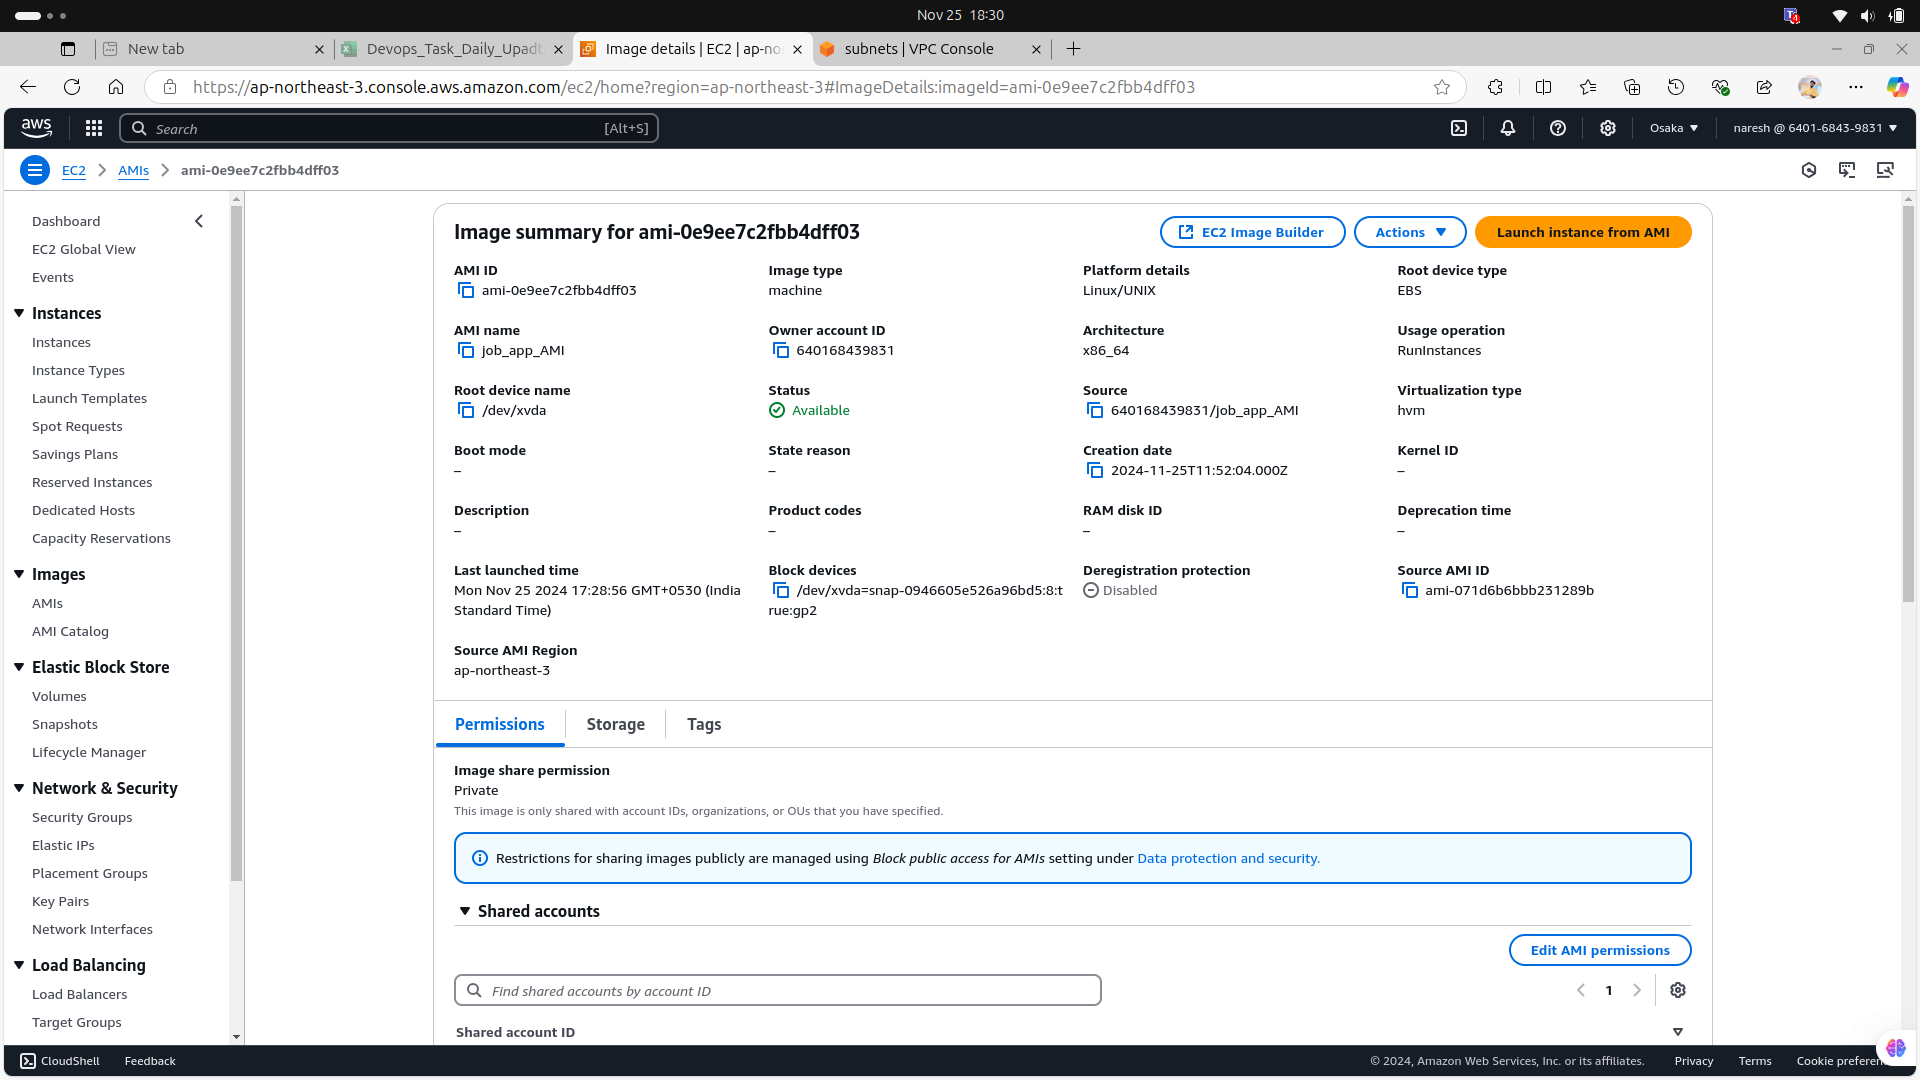 Nov 25 18:30
New tab
Devops_Task_Daily_Upadt
Image details | EC2 | ap-no
subnets | VPC Console
https://ap-northeast-3.console.aws.amazon.com/ec2/home?region=ap-northeast-3#ImageDetails:imageId=ami-0e9ee7c2fbb4dff03
aws
Search
[Alt+S]
Osaka
naresh @ 6401-6843-9831
EC2
AMIs
ami-0e9ee7c2fbb4dff03
Dashboard
EC2 Global View
Events
Instances
Instances
Instance Types
Launch Templates
Spot Requests
Savings Plans
Reserved Instances
Dedicated Hosts
Capacity Reservations
Images
AMIs
AMI Catalog
Elastic Block Store
Volumes
Snapshots
Lifecycle Manager
Network & Security
Security Groups
Elastic IPs
Placement Groups
Key Pairs
Network Interfaces
Load Balancing
Load Balancers
Target Groups
Image summary for ami-0e9ee7c2fbb4dff03
EC2 Image Builder
Actions
Launch instance from AMI
AMI ID
ami-0e9ee7c2fbb4dff03
Image type
machine
Platform details
Linux/UNIX
Root device type
EBS
AMI name
job_app_AMI
Owner account ID
640168439831
Architecture
x86_64
Usage operation
RunInstances
Root device name
/dev/xvda
Status
Available
Source
640168439831/job_app_AMI
Virtualization type
hvm
Boot mode
–
State reason
–
Creation date
2024-11-25T11:52:04.000Z
Kernel ID
–
Description
–
Product codes
–
RAM disk ID
–
Deprecation time
–
Last launched time
Mon Nov 25 2024 17:28:56 GMT+0530 (India
Standard Time)
Block devices
/dev/xvda=snap-0946605e526a96bd5:8:t
rue:gp2
Deregistration protection
Disabled
Source AMI ID
ami-071d6b6bbb231289b
Source AMI Region
ap-northeast-3
Permissions
Storage
Tags
Image share permission
Private
This image is only shared with account IDs, organizations, or OUs that you have specified.
Restrictions for sharing images publicly are managed using Block public access for AMIs setting under Data protection and security.
Shared accounts
Edit AMI permissions
Find shared accounts by account ID
1
Shared account ID
CloudShell
Feedback
© 2024, Amazon Web Services, Inc. or its affiliates.
Privacy
Terms
Cookie preferen